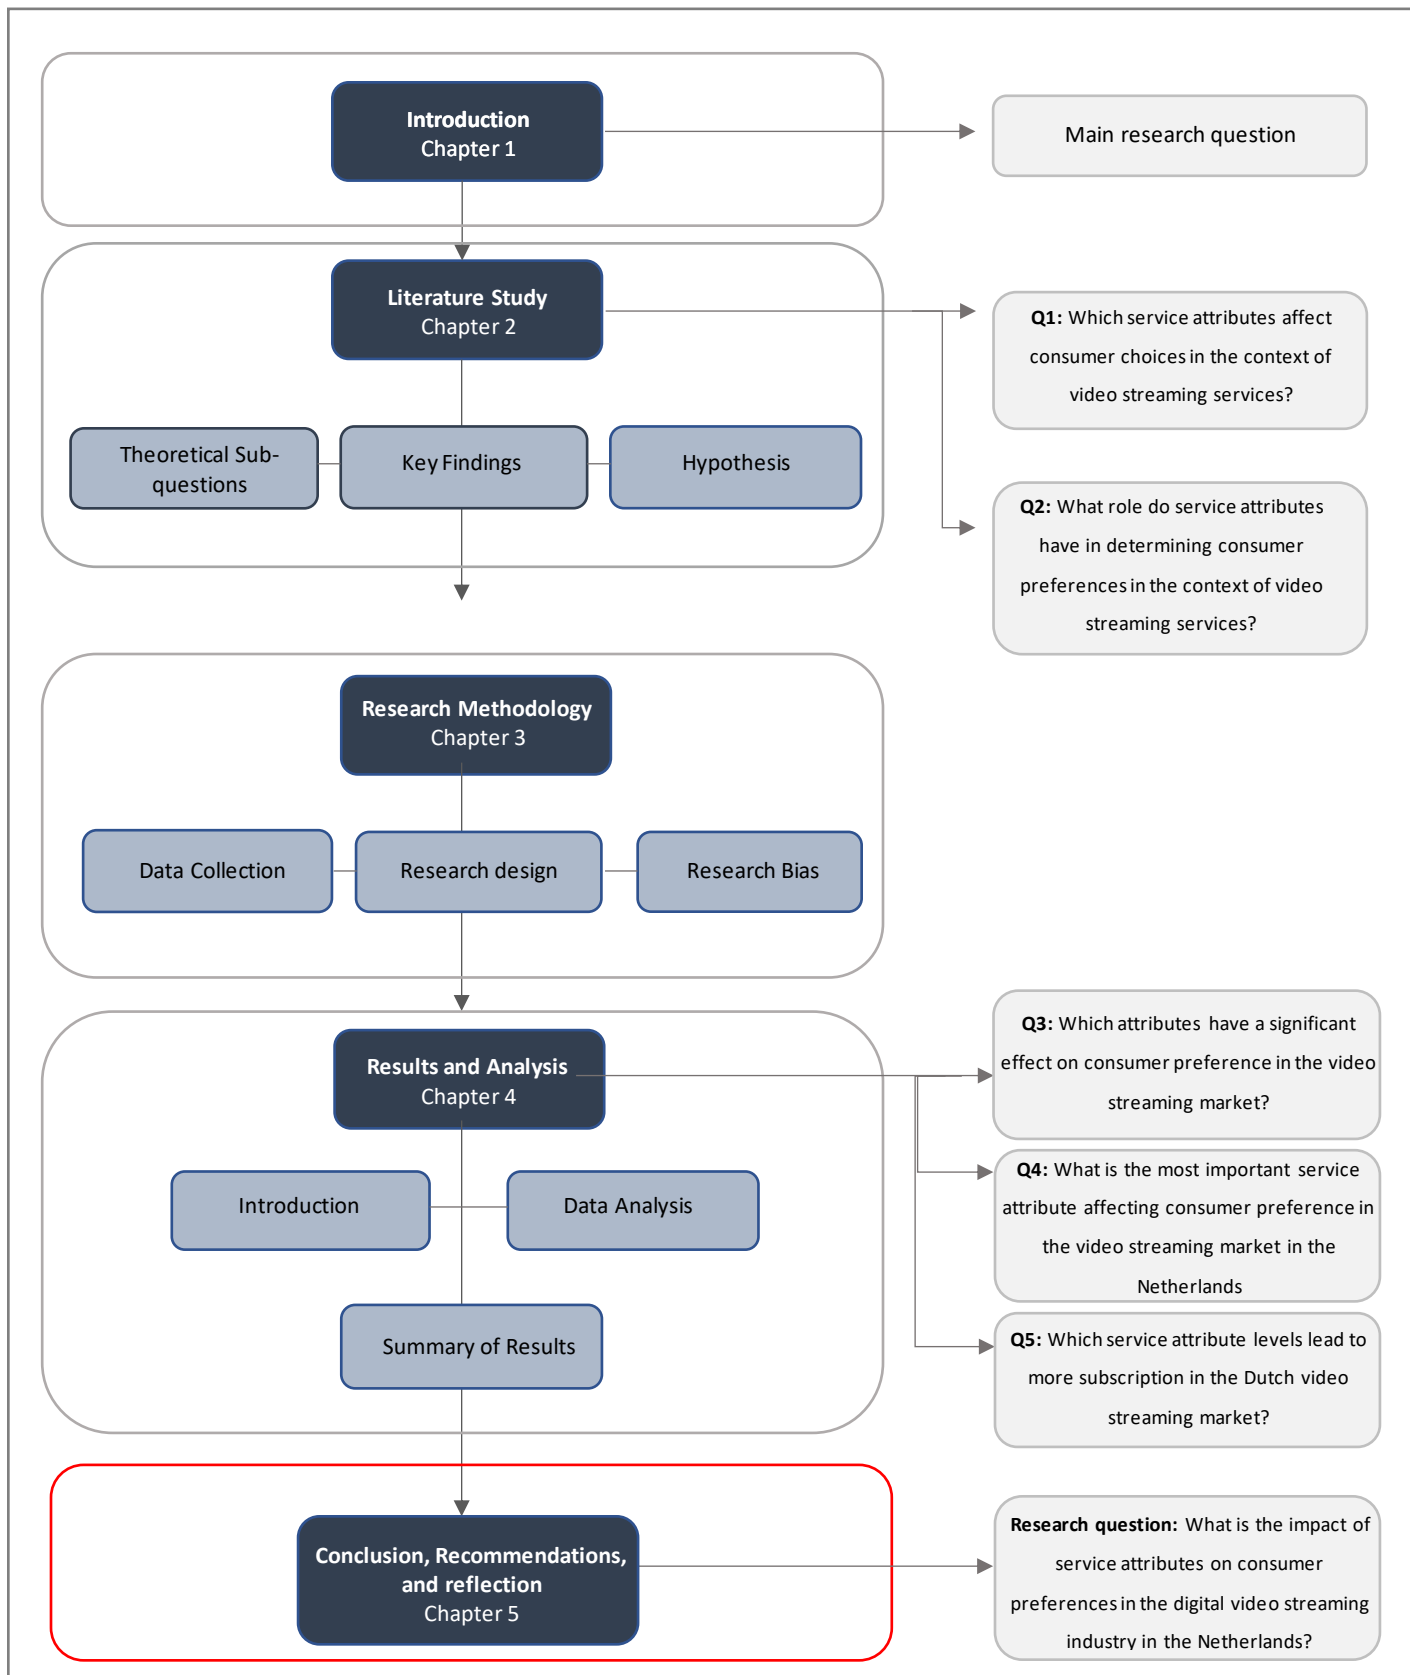 Introduction
Chapter 1
Main research question
Literature Study
Chapter 2
Q1: Which service attributes affect
consumer choices in the context of
video streaming services?
Theoretical Sub-
questions
Key Findings
Hypothesis
Q2: What role do service attributes
have in determining consumer
preferences in the context of video
streaming services?
Research Methodology
Chapter 3
Data Collection
Research design
Research Bias
Results and Analysis
Chapter 4
Q3: Which attributes have a significant
effect on consumer preference in the video
streaming market?
Introduction
Data Analysis
Q4: What is the most important service
attribute affecting consumer preference in
the video streaming market in the
Netherlands
Summary of Results
Q5: Which service attribute levels lead to
more subscription in the Dutch video
streaming market?
Conclusion, Recommendations,
and reflection
Chapter 5
Research question: What is the impact of
service attributes on consumer
preferences in the digital video streaming
industry in the Netherlands?